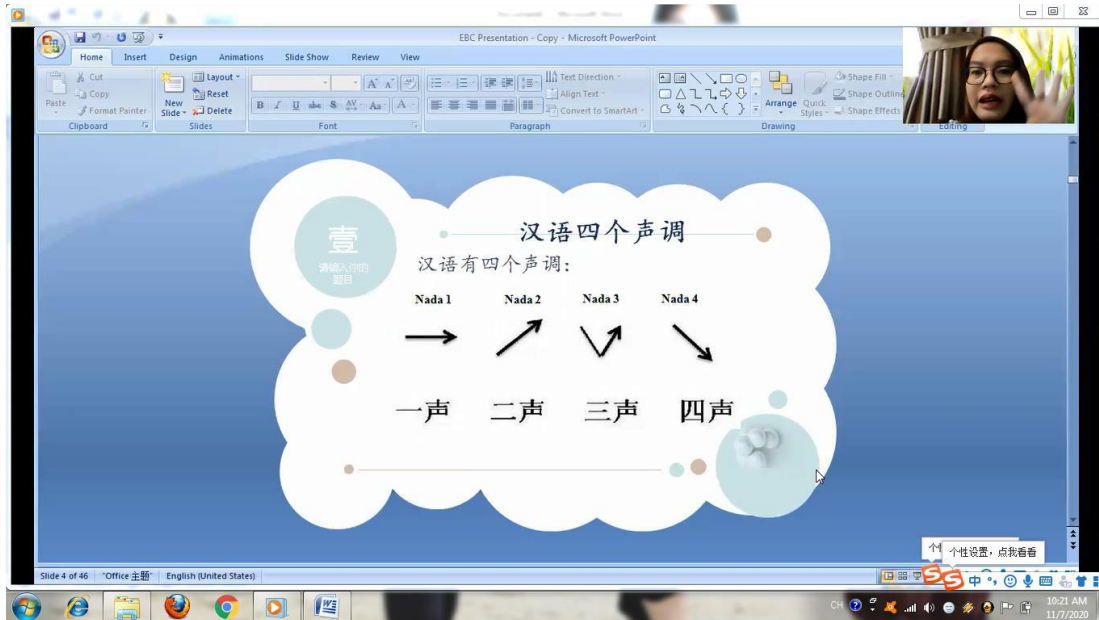 EBC Presentation - Copy - Microsoft PowerPoint
Home Insert Design Animations Slide Show Review View
Cut
Copy
Format Painter
Paste
Clipboard
New Slide
Layout
Reset
Delete
Slides
B I U abe S AV Aa A
Font
Text Direction
Align Text
Convert to SmartArt
Paragraph
Arrange
Quick Styles
Shape Fill
Shape Outline
Shape Effects
Drawing
Editing
壹
请输入你的
题目
汉语四个声调
汉语有四个声调:
Nada 1 Nada 2 Nada 3 Nada 4
一声 二声 三声 四声
个性设置，点我看看
Slide 4 of 46 "Office 主题" English (United States)
中
CH
10:21 AM
11/7/2020